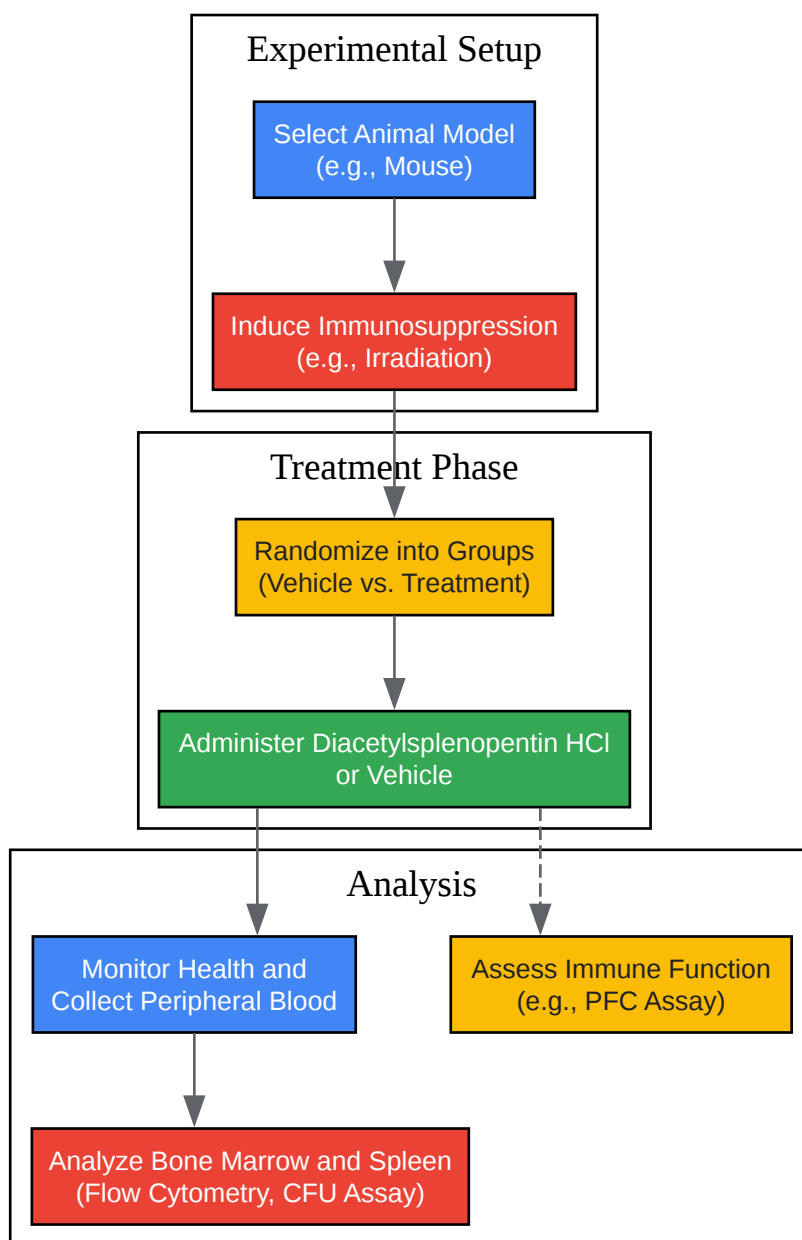 Experimental Setup
Select Animal Model
(e.g., Mouse)
Induce Immunosuppression
(e.g., Irradiation)
Treatment Phase
Randomize into Groups
(Vehicle vs. Treatment)
Administer Diacetylsplenopentin HCl
or Vehicle
Analysis
Monitor Health and
Collect Peripheral Blood
Assess Immune Function
(e.g., PFC Assay)
Analyze Bone Marrow and Spleen
(Flow Cytometry, CFU Assay)